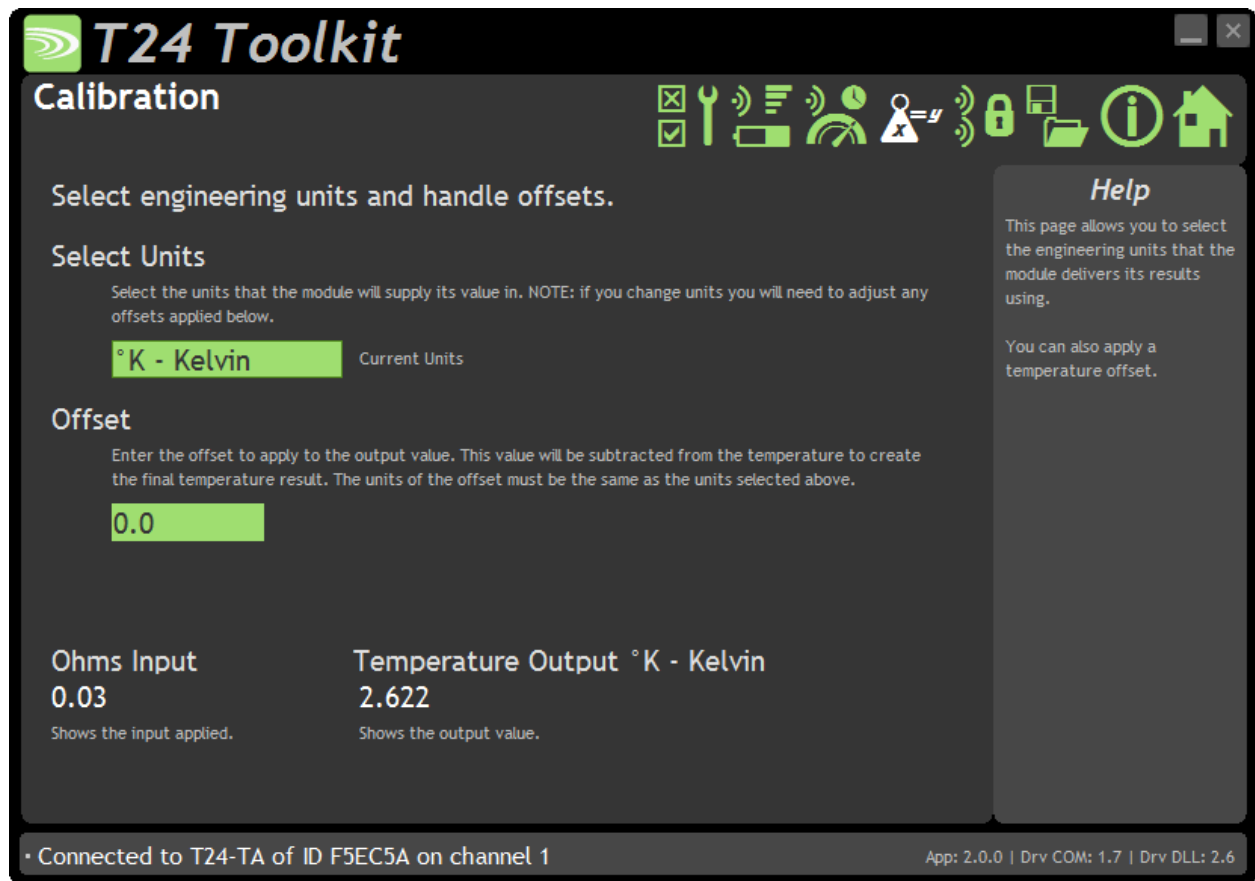 T24 Toolkit
Calibration
x=y
Select engineering units and handle offsets.
Select Units
Select the units that the module will supply its value in. NOTE: if you change units you will need to adjust any
offsets applied below.
°K - Kelvin Current Units
Offset
Enter the offset to apply to the output value. This value will be subtracted from the temperature to create
the final temperature result. The units of the offset must be the same as the units selected above.
0.0
Ohms Input Temperature Output °K - Kelvin
0.03 2.622
Shows the input applied. Shows the output value.
Help
This page allows you to select
the engineering units that the
module delivers its results
using.
You can also apply a
temperature offset.
· Connected to T24-TA of ID F5EC5A on channel 1
App: 2.0.0 | Drv COM: 1.7 | Drv DLL: 2.6